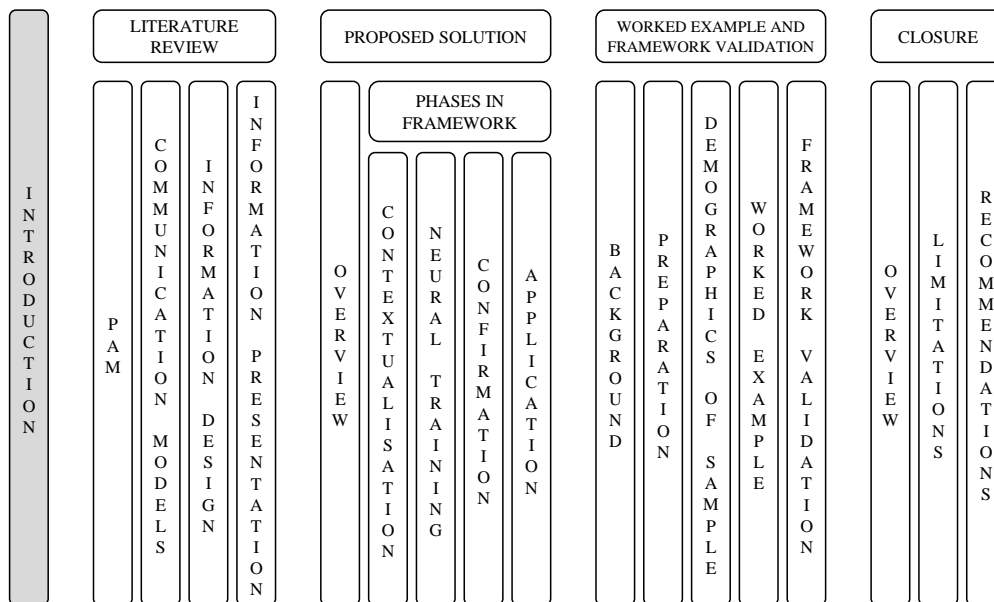 INTRODUCTION
LITERATURE
REVIEW
PAM
COMMUNICATION MODELS
INFORMATION DESIGN
INFORMATION PRESENTATION
PROPOSED SOLUTION
OVERVIEW
PHASES IN
FRAMEWORK
CONTEXTUALISATION
NEURAL TRAINING
CONFIRMATION
APPLICATION
WORKED EXAMPLE AND
FRAMEWORK VALIDATION
BACKGROUND
PREPARATION
DEMOGRAPHICS OF SAMPLE
WORKED EXAMPLE
FRAMEWORK VALIDATION
CLOSURE
OVERVIEW
LIMITATIONS
RECOMMENDATIONS